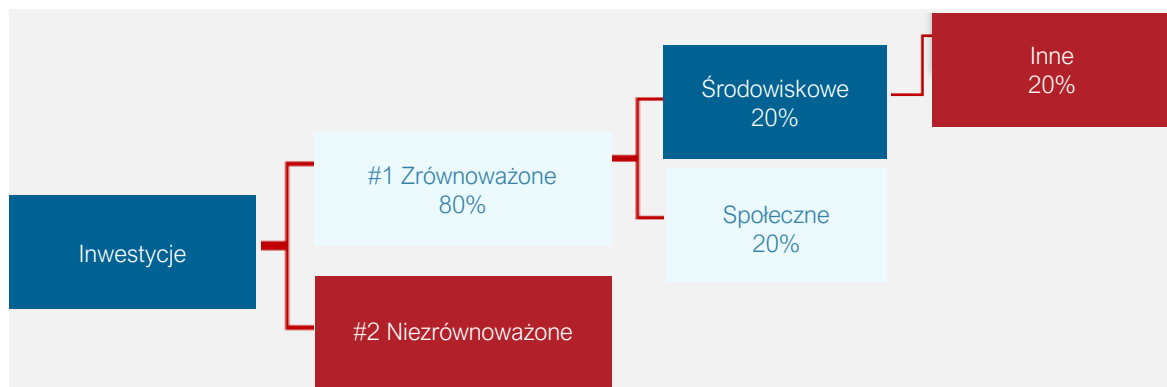 Inwestycje
#1 Zrównoważone
80%
#2 Niezrównoważone
Środowiskowe
20%
Społeczne
20%
Inne
20%